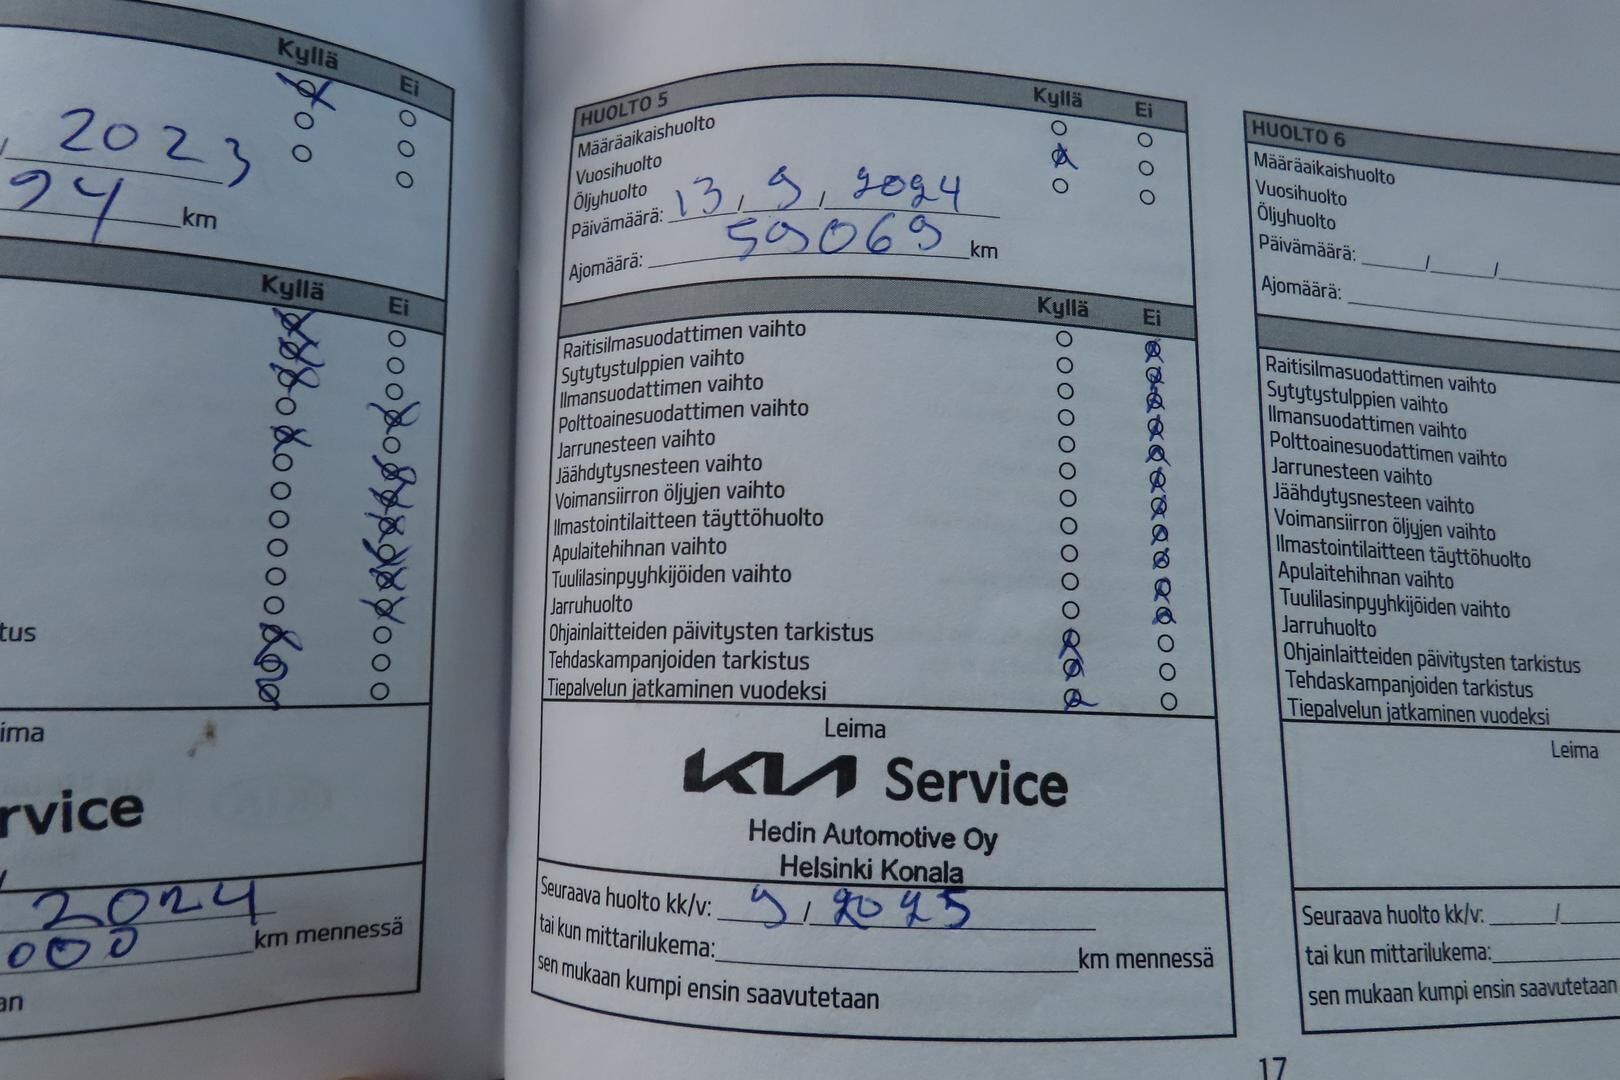 Kyllä Ei
2023
94 km
Kyllä Ei
tus
ima
rvice
2024
000 km mennessä
an
HUOLTO 5 Kyllä Ei
Määräaikaishuolto
Vuosihuolto
Öljyhuolto
Päivämäärä: 13 / 9 / 2024
Ajomäärä: 59069 km
Kyllä Ei
Raitisilmasuodattimen vaihto
Sytytystulppien vaihto
Ilmansuodattimen vaihto
Polttoainesuodattimen vaihto
Jarrunesteen vaihto
Jäähdytysnesteen vaihto
Voimansiirron öljyjen vaihto
Ilmastointilaitteen täyttöhuolto
Apulaitehihnan vaihto
Tuulilasinpyyhkijöiden vaihto
Jarruhuolto
Ohjainlaitteiden päivitysten tarkistus
Tehdaskampanjoiden tarkistus
Tiepalvelun jatkaminen vuodeksi
Leima
KIA Service
Hedin Automotive Oy
Helsinki Konala
Seuraava huolto kk/v: 9 / 2025
tai kun mittarilukema: km mennessä
sen mukaan kumpi ensin saavutetaan
HUOLTO 6
Määräaikaishuolto
Vuosihuolto
Öljyhuolto
Päivämäärä: / /
Ajomäärä:
Raitisilmasuodattimen vaihto
Sytytystulppien vaihto
Ilmansuodattimen vaihto
Polttoainesuodattimen vaihto
Jarrunesteen vaihto
Jäähdytysnesteen vaihto
Voimansiirron öljyjen vaihto
Ilmastointilaitteen täyttöhuolto
Apulaitehihnan vaihto
Tuulilasinpyyhkijöiden vaihto
Jarruhuolto
Ohjainlaitteiden päivitysten tarkistus
Tehdaskampanjoiden tarkistus
Tiepalvelun jatkaminen vuodeksi
Leima
Seuraava huolto kk/v: /
tai kun mittarilukema:
sen mukaan kumpi ensin saavutetaan
17